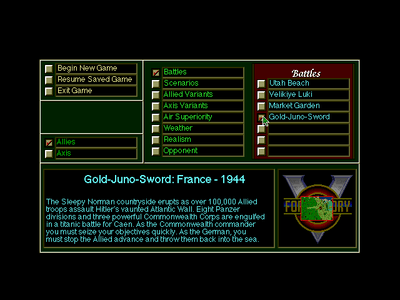 Begin New Game
Resume Saved Game
Exit Game
Allies
Axis
Battles
Scenarios
Allied Variants
Axis Variants
Air Superiority
Weather
Realism
Opponent
Battles
Utah Beach
Velikiye Luki
Market Garden
Gold-Juno-Sword
Gold-Juno-Sword: France - 1944
The Sleepy Norman countryside erupts as over 100,000 Allied
troops assault Hitler's vaunted Atlantic Wall. Eight Panzer
divisions and three powerful Commonwealth Corps are engulfed
in a titanic battle for Caen. As the Commonwealth commander
you must seize your objectives quickly. As the German, you
must stop the Allied advance and throw them back into the sea.